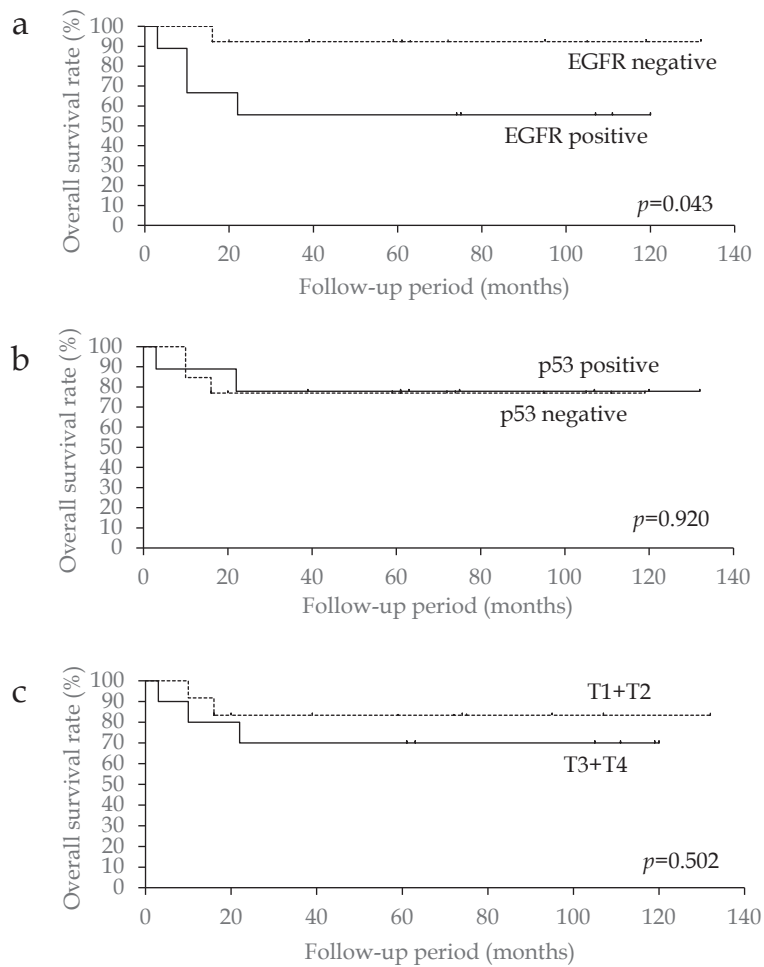 a
Overall survival rate (%)
100
90
80
70
60
50
40
30
20
10
0
EGFR negative
EGFR positive
p=0.043
0 20 40 60 80 100 120 140
Follow-up period (months)
b
Overall survival rate (%)
100
90
80
70
60
50
40
30
20
10
0
p53 positive
p53 negative
p=0.920
0 20 40 60 80 100 120 140
Follow-up period (months)
c
Overall survival rate (%)
100
90
80
70
60
50
40
30
20
10
0
T1+T2
T3+T4
p=0.502
0 20 40 60 80 100 120 140
Follow-up period (months)